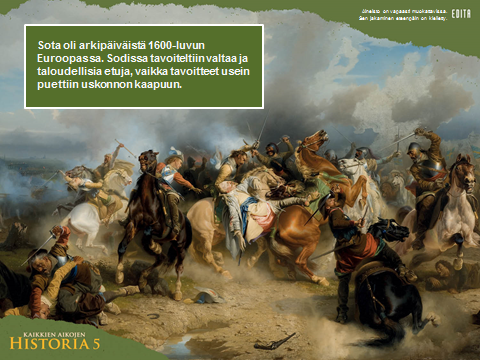 Aineisto on vapaasti muokattavissa.
Sen jakaminen eteenpäin on kielletty.
EDITA
Sota oli arkipäiväistä 1600-luvun
Euroopassa. Sodissa tavoiteltiin valtaa ja
taloudellisia etuja, vaikka tavoitteet usein
puettiin uskonnon kaapuun.
KAIKKIEN AIKOJEN
HISTORIA 5